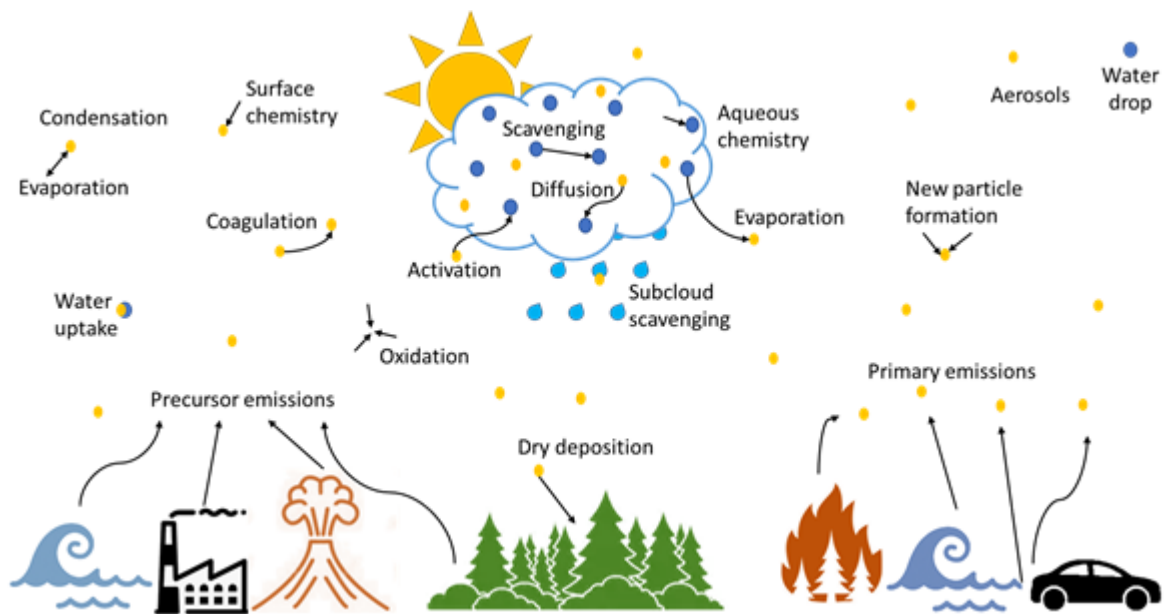 Condensation
Evaporation
Surface
chemistry
Coagulation
Water
uptake
Scavenging
Diffusion
Activation
Aqueous
chemistry
Evaporation
Subcloud
scavenging
Oxidation
Aerosols
Water
drop
New particle
formation
Precursor emissions
Dry deposition
Primary emissions